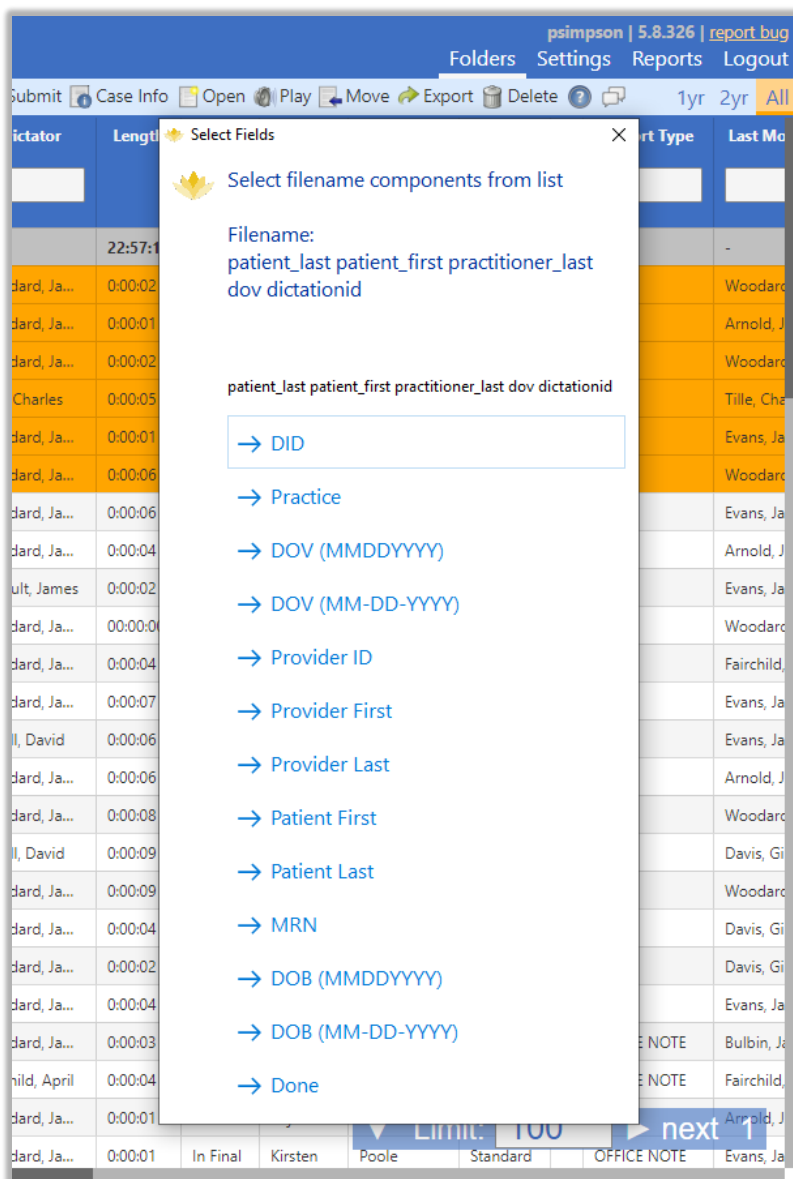 psimpson | 5.8.326 | report bug
Folders Settings Reports Logout
Submit Case Info Open Play Move Export Delete 1yr 2yr All
ictator Lengt Select Fields rt Type Last Mo
Select filename components from list
Filename:
patient_last patient_first practitioner_last
dov dictationid
patient_last patient_first practitioner_last dov dictationid
22:57:1 -
dard, Ja... 0:00:02 Woodard
dard, Ja... 0:00:01 Arnold, J
dard, Ja... 0:00:02 Woodard
Charles 0:00:05 Tille, Cha
dard, Ja... 0:00:01 Evans, Ja
dard, Ja... 0:00:06 Woodard
dard, Ja... 0:00:06 Evans, Ja
dard, Ja... 0:00:04 Arnold, J
ult, James 0:00:02 Evans, Ja
dard, Ja... 00:00:0 Woodard
dard, Ja... 0:00:04 Fairchild,
dard, Ja... 0:00:07 Evans, Ja
ll, David 0:00:06 Evans, Ja
dard, Ja... 0:00:06 Arnold, J
dard, Ja... 0:00:08 Woodard
ll, David 0:00:09 Davis, Gi
dard, Ja... 0:00:09 Woodard
dard, Ja... 0:00:04 Davis, Gi
dard, Ja... 0:00:02 Davis, Gi
dard, Ja... 0:00:04 Evans, Ja
dard, Ja... 0:00:03 E NOTE Bulbin, Ja
hild, April 0:00:04 E NOTE Fairchild,
dard, Ja... 0:00:01 Arnold, J
DID
Practice
DOV (MMDDYYYY)
DOV (MM-DD-YYYY)
Provider ID
Provider First
Provider Last
Patient First
Patient Last
MRN
DOB (MMDDYYYY)
DOB (MM-DD-YYYY)
Done
Limit: 100 next 1
dard, Ja... 0:00:01 In Final Kirsten Poole Standard OFFICE NOTE Evans, Ja